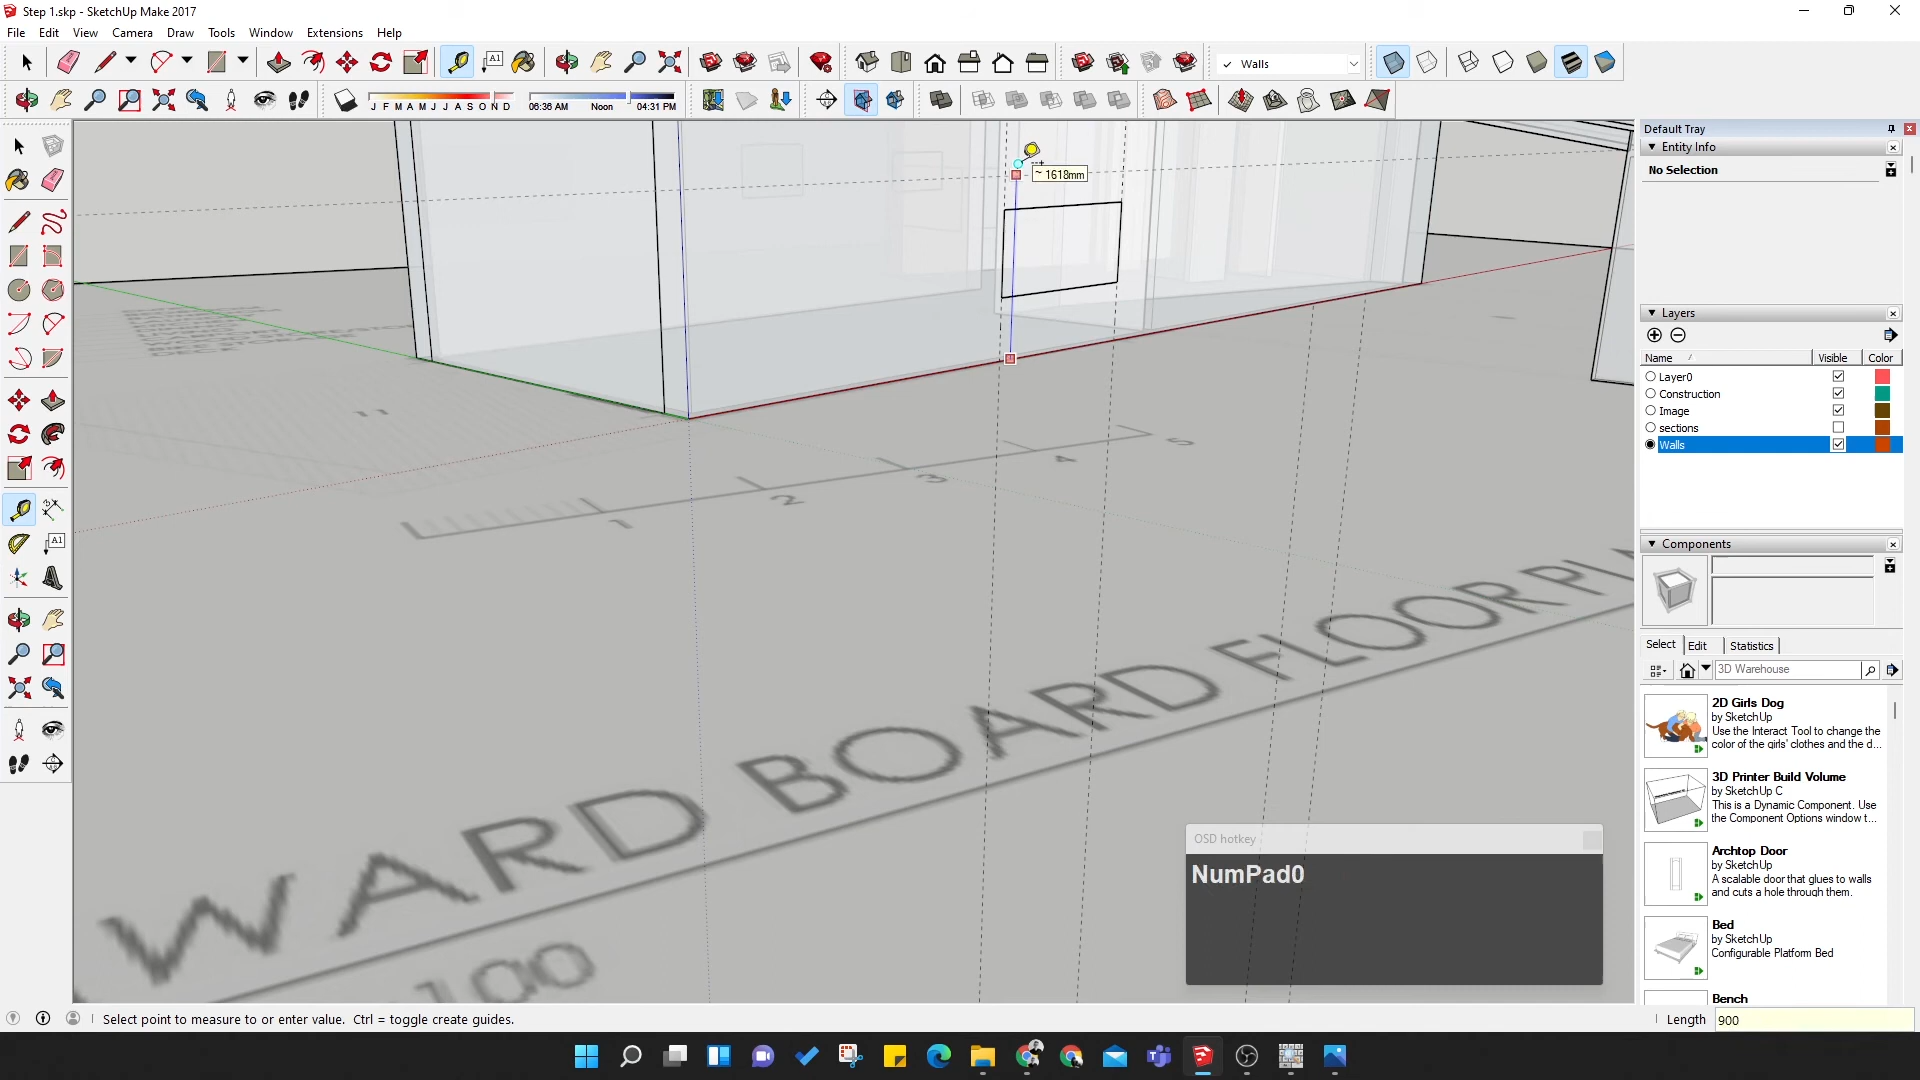 Step 1.skp - SketchUp Make 2017
File Edit View Camera Draw Tools Window Extensions Help
A1
Walls
J F M A M J J A S O N D
06:36 AM Noon 04:31 PM
Default Tray
Entity Info
No Selection
~ 1618mm
Layers
Name Visible Color
Layer0
Construction
Image
sections
Walls
11
1 2 3 4 5
A1
Components
Select Edit Statistics
3D Warehouse
2D Girls Dog
by SketchUp
Use the Interact Tool to change the
color of the girls' clothes and the d...
3D Printer Build Volume
by SketchUp C
This is a Dynamic Component. Use
the Component Options window t...
Archtop Door
by SketchUp
A scalable door that glues to walls
and cuts a hole through them.
Bed
by SketchUp
Configurable Platform Bed
Bench
WARD BOARD FLOOR PLA
100
OSD hotkey
NumPad0
Select point to measure to or enter value. Ctrl = toggle create guides.
Length 900